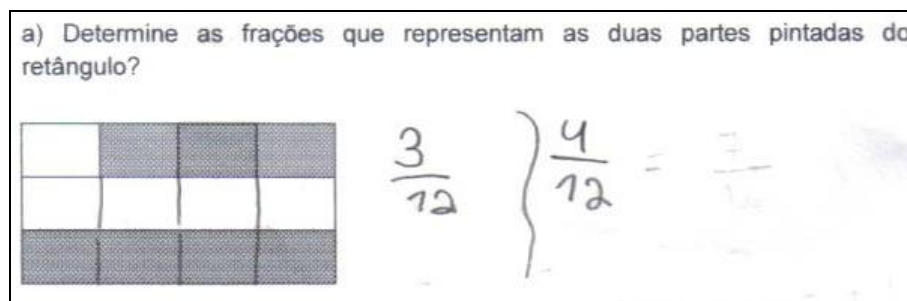 a) Determine as frações que representam as duas partes pintadas do
retângulo?
3/12 ) 4/12 =